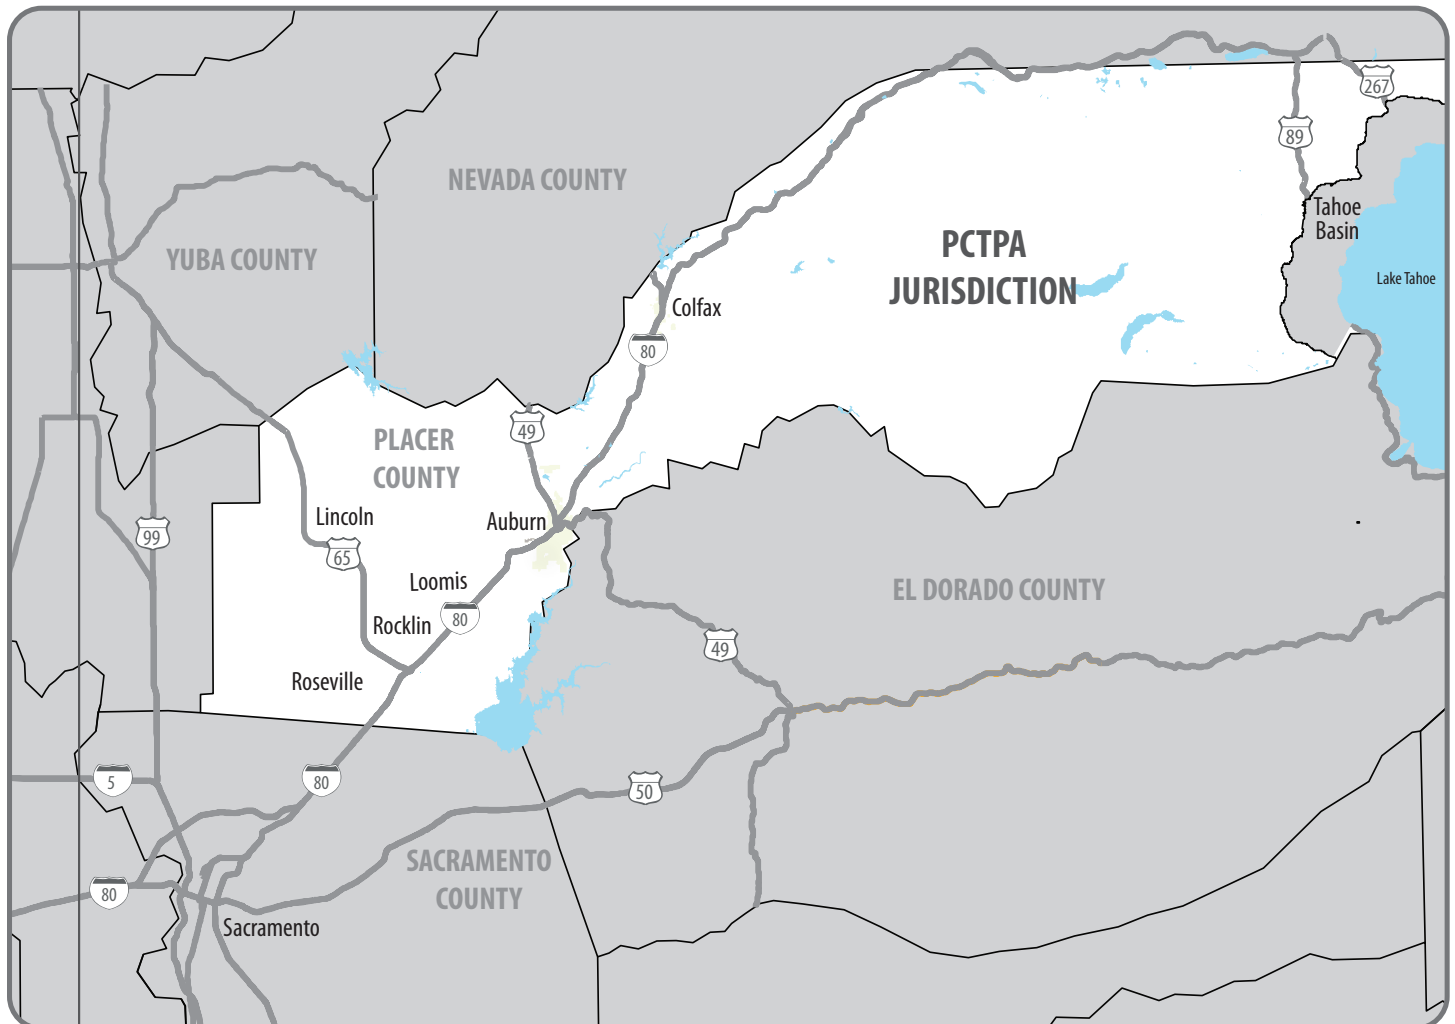 267
89
NEVADA COUNTY
Tahoe
Basin
PCTPA
JURISDICTION
YUBA COUNTY
Lake Tahoe
Colfax
80
49
PLACER
COUNTY
Lincoln
Auburn
99
65
Loomis
EL DORADO COUNTY
80
Rocklin
49
Roseville
5
80
50
SACRAMENTO
COUNTY
80
Sacramento